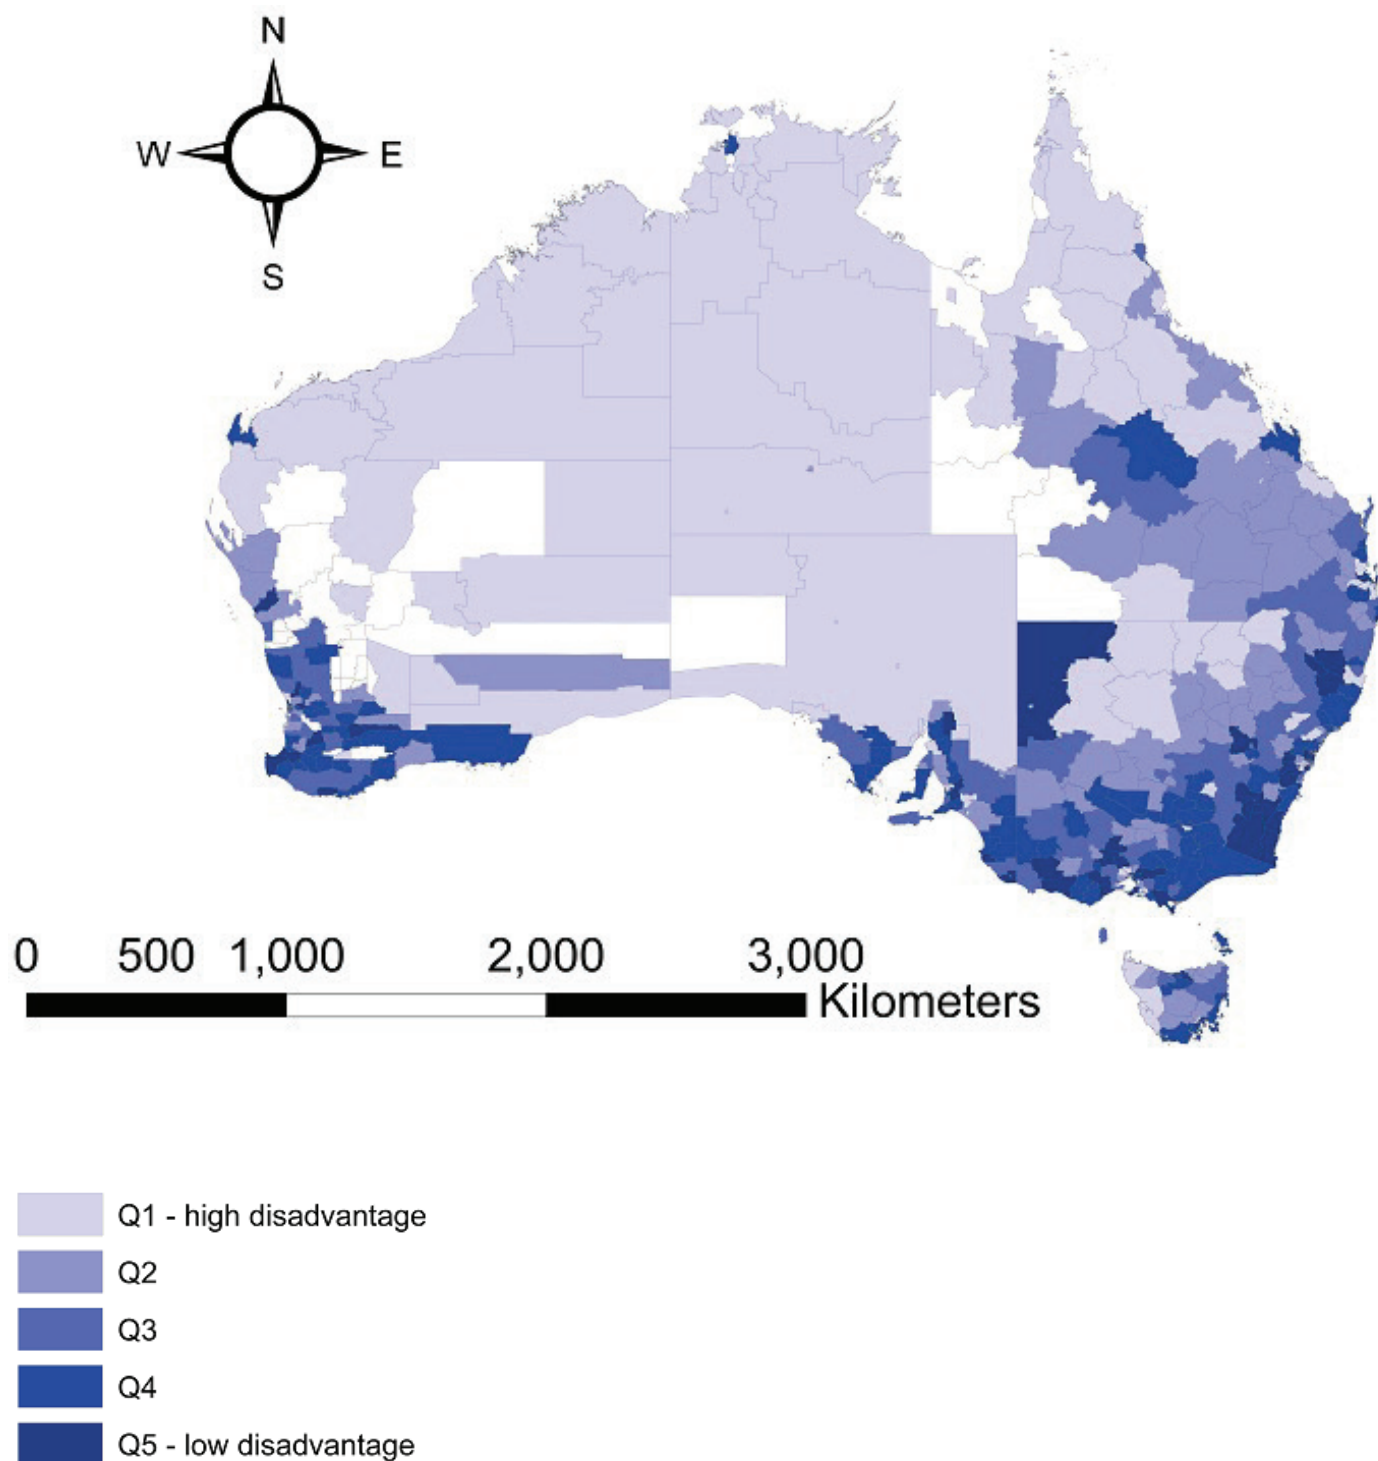 N
W E
S
0 500 1,000 2,000 3,000
Kilometers
Q1 - high disadvantage
Q2
Q3
Q4
Q5 - low disadvantage